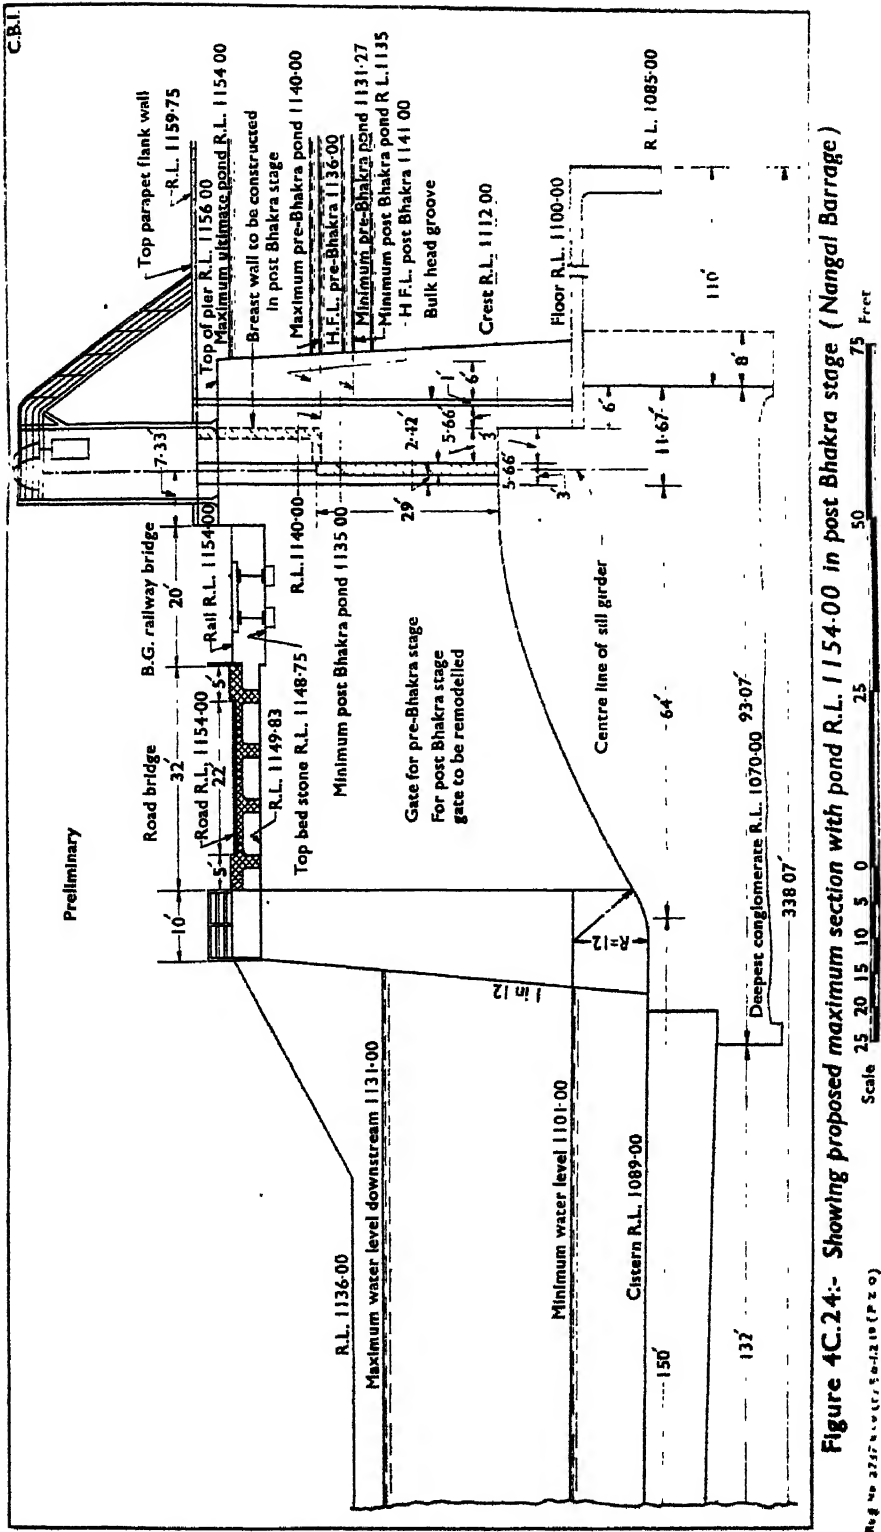 C.B.I.
Preliminary
Road bridge
B.G. railway bridge
10′
32′
20′
7·33′
5′
22′
5′
Road R.L. 1154·00
Rail R.L. 1154·00
R.L. 1149·83
Top bed stone R.L. 1148·75
R.L. 1140·00
Minimum post Bhakra pond 1135 00
Top parapet flank wall
R.L. 1159·75
Top of pier R.L. 1156 00
Maximum ultimate pond R.L. 1154 00
Breast wall to be constructed
In post Bhakra stage
Maximum pre-Bhakra pond 1140·00
H.F.L. pre-Bhakra 1136·00
Minimum pre-Bhakra pond 1131·27
Minimum post Bhakra pond R L. 1135
H F.L. post Bhakra 1141 00
Bulk head groove
Crest R.L. 1112 00
Floor R.L. 1100·00
R L. 1085·00
R.L. 1136·00
Maximum water level downstream 1131·00
Minimum water level 1101·00
Cistern R.L. 1089·00
1 in 12
R=12
Gate for pre-Bhakra stage
For post Bhakra stage
gate to be remodelled
29′
2·42′
5·66′
1′
6′
3′
5·66′
3′
Centre line of sill girder
6′
11·67′
64′
150′
110′
8′
93·07′
132′
Deepest conglomerate R.L. 1070·00
338 07′
Figure 4C.24:- Showing proposed maximum section with pond R.L. 1154·00 in post Bhakra stage (Nangal Barrage)
Scale 25 20 15 10 5 0 25 50 75 Feet